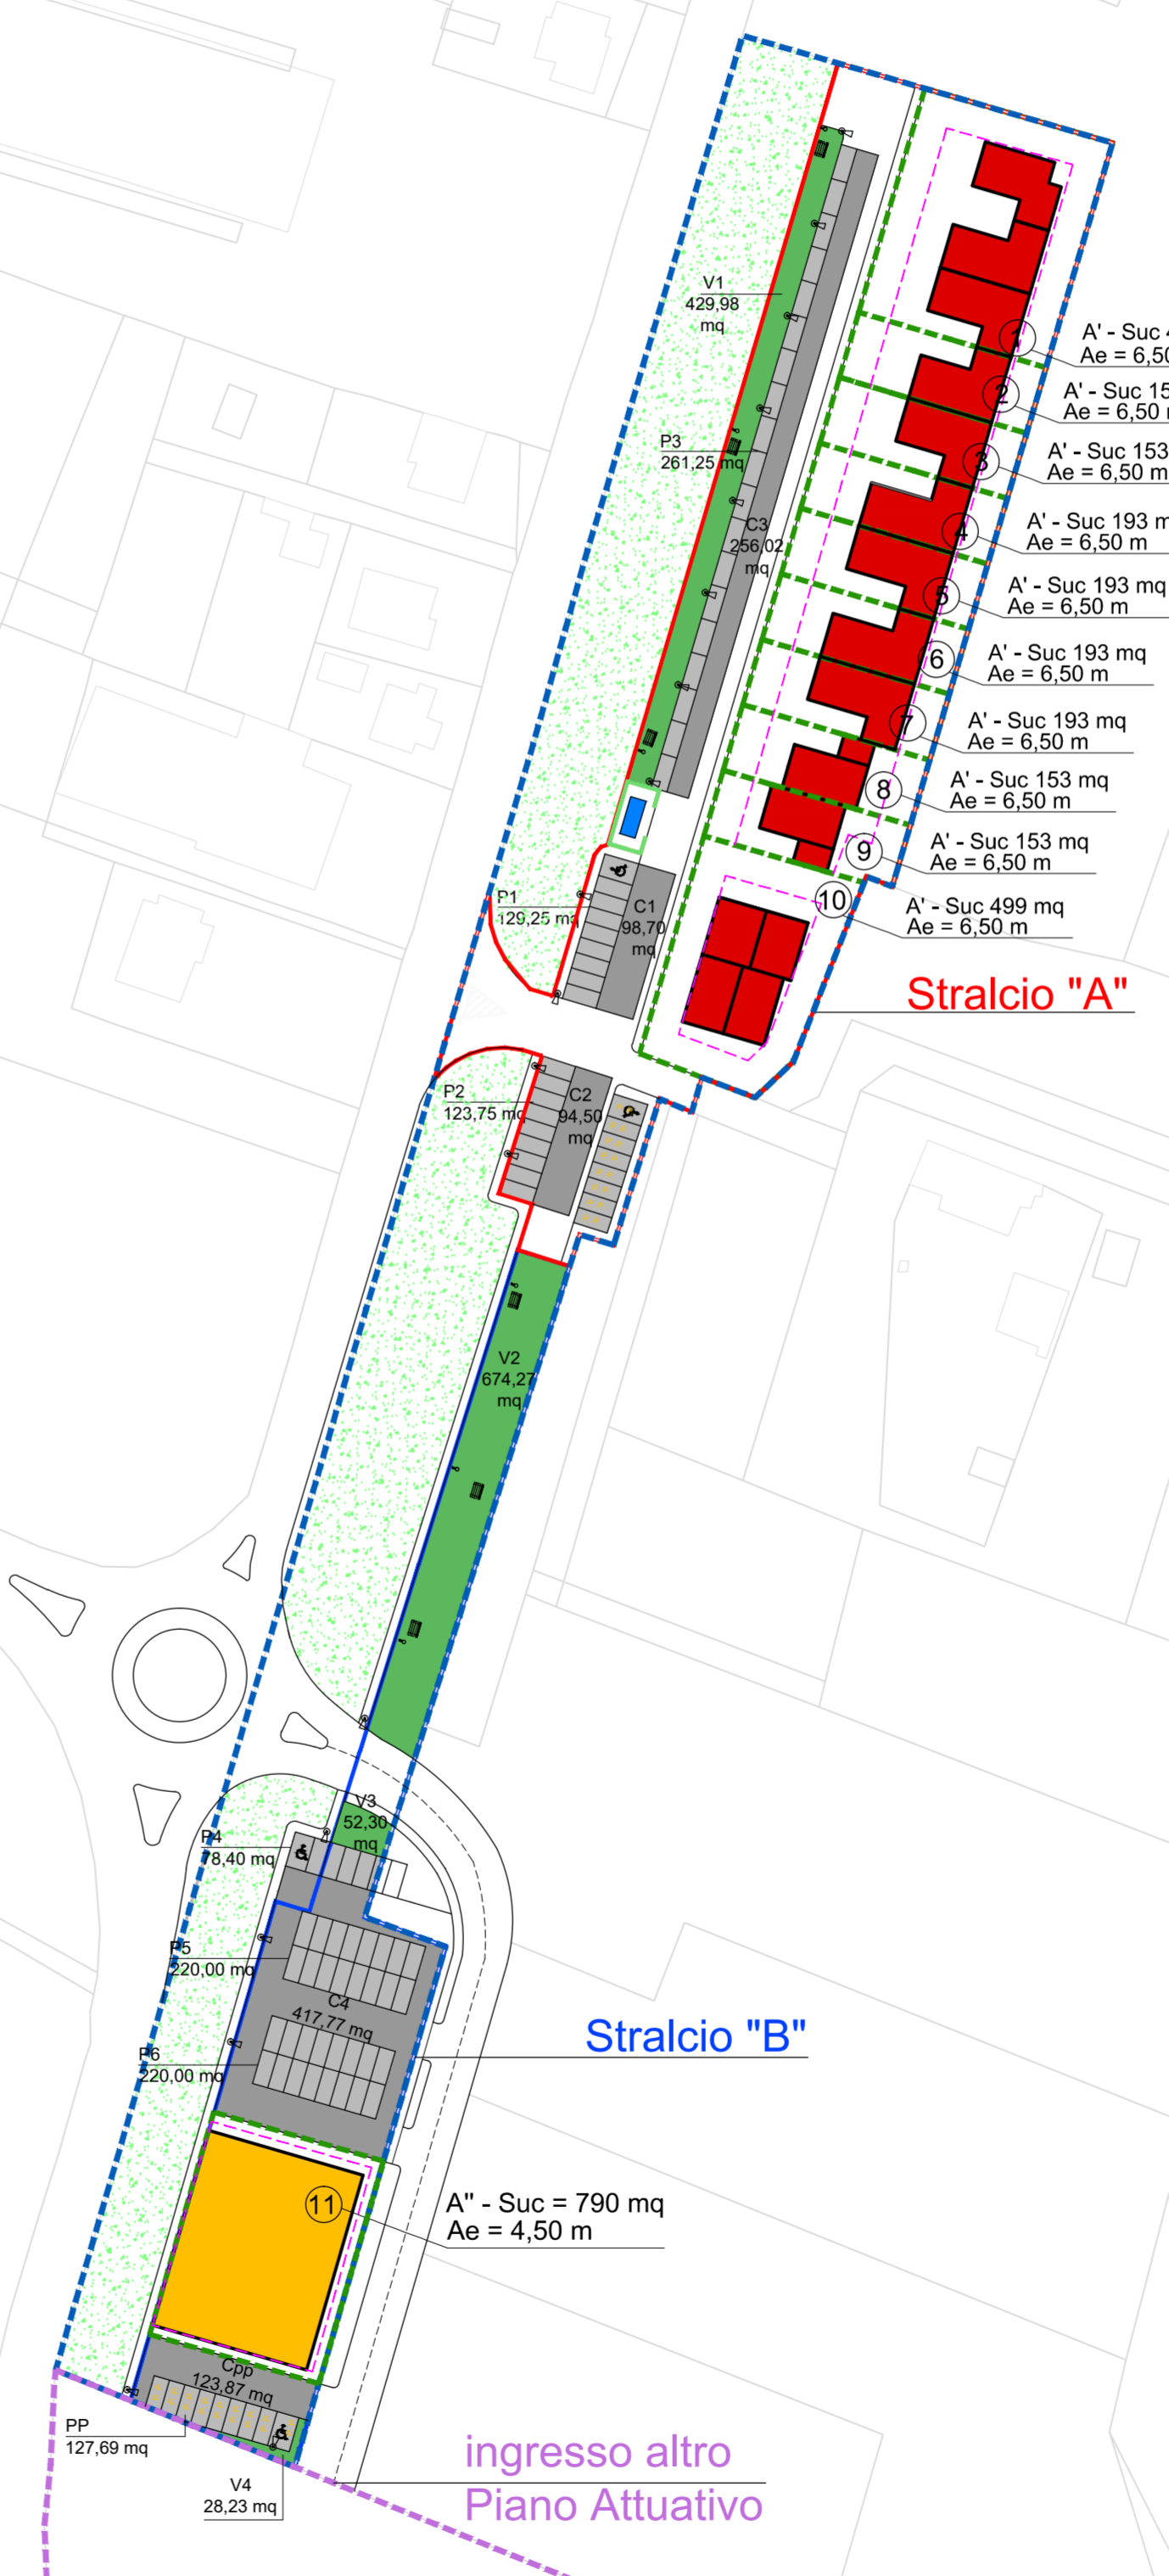 V1
429,98
mq
1
A' - Suc
Ae = 6,50
2
A' - Suc 15
Ae = 6,50
P3
261,25 mq
3
A' - Suc 153
Ae = 6,50 m
C3
256,02
mq
4
A' - Suc 193 m
Ae = 6,50 m
5
A' - Suc 193 mq
Ae = 6,50 m
6
A' - Suc 193 mq
Ae = 6,50 m
7
A' - Suc 193 mq
Ae = 6,50 m
8
A' - Suc 153 mq
Ae = 6,50 m
9
A' - Suc 153 mq
Ae = 6,50 m
P1
129,25 mq
C1
98,70
mq
10
A' - Suc 499 mq
Ae = 6,50 m
Stralcio "A"
P2
123,75 mq
C2
94,50
mq
V2
674,27
mq
V3
52,30
mq
P4
78,40 mq
P5
220,00 mq
C4
417,77 mq
Stralcio "B"
P6
220,00 mq
11
A'' - Suc = 790 mq
Ae = 4,50 m
Cpp
123,87 mq
PP
127,69 mq
V4
28,23 mq
ingresso altro
Piano Attuativo